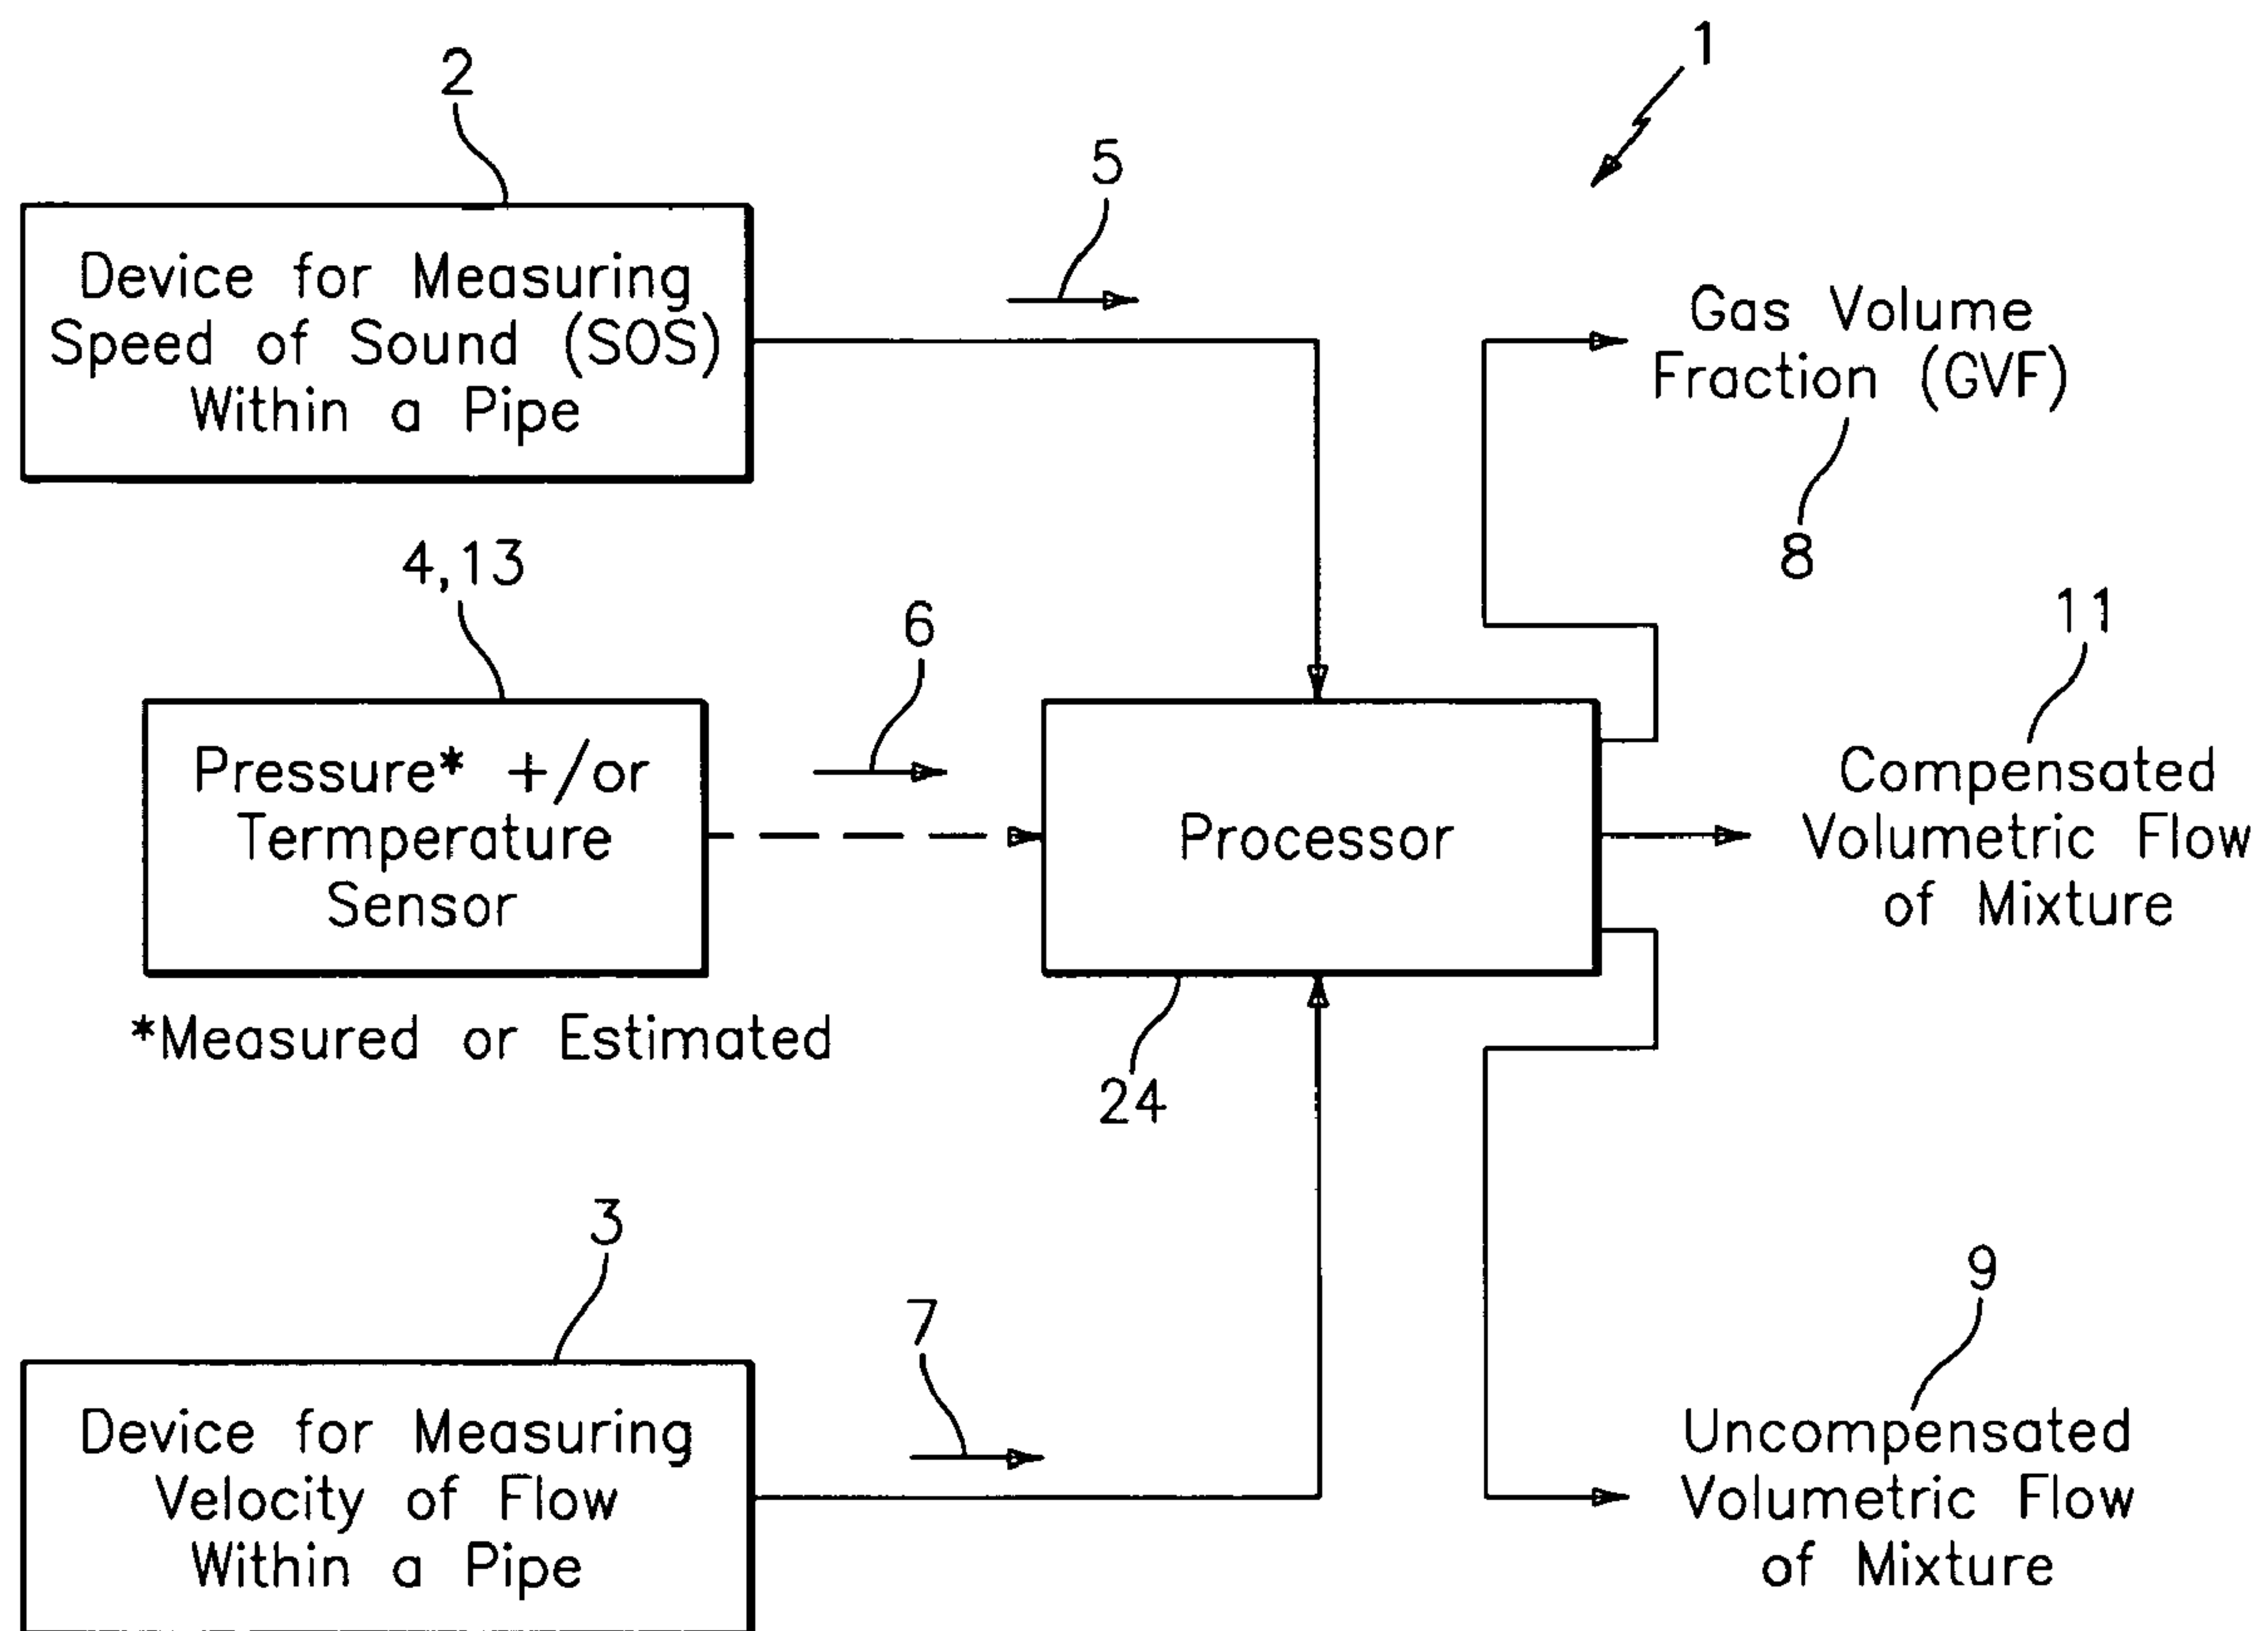 1
2
5
Device for Measuring
Speed of Sound (SOS)
Within a Pipe
Gas Volume
Fraction (GVF)
8
4,13
6
11
Pressure* +/or
Termperature
Sensor
Processor
Compensated
Volumetric Flow
of Mixture
*Measured or Estimated
24
3
7
9
Device for Measuring
Velocity of Flow
Within a Pipe
Uncompensated
Volumetric Flow
of Mixture